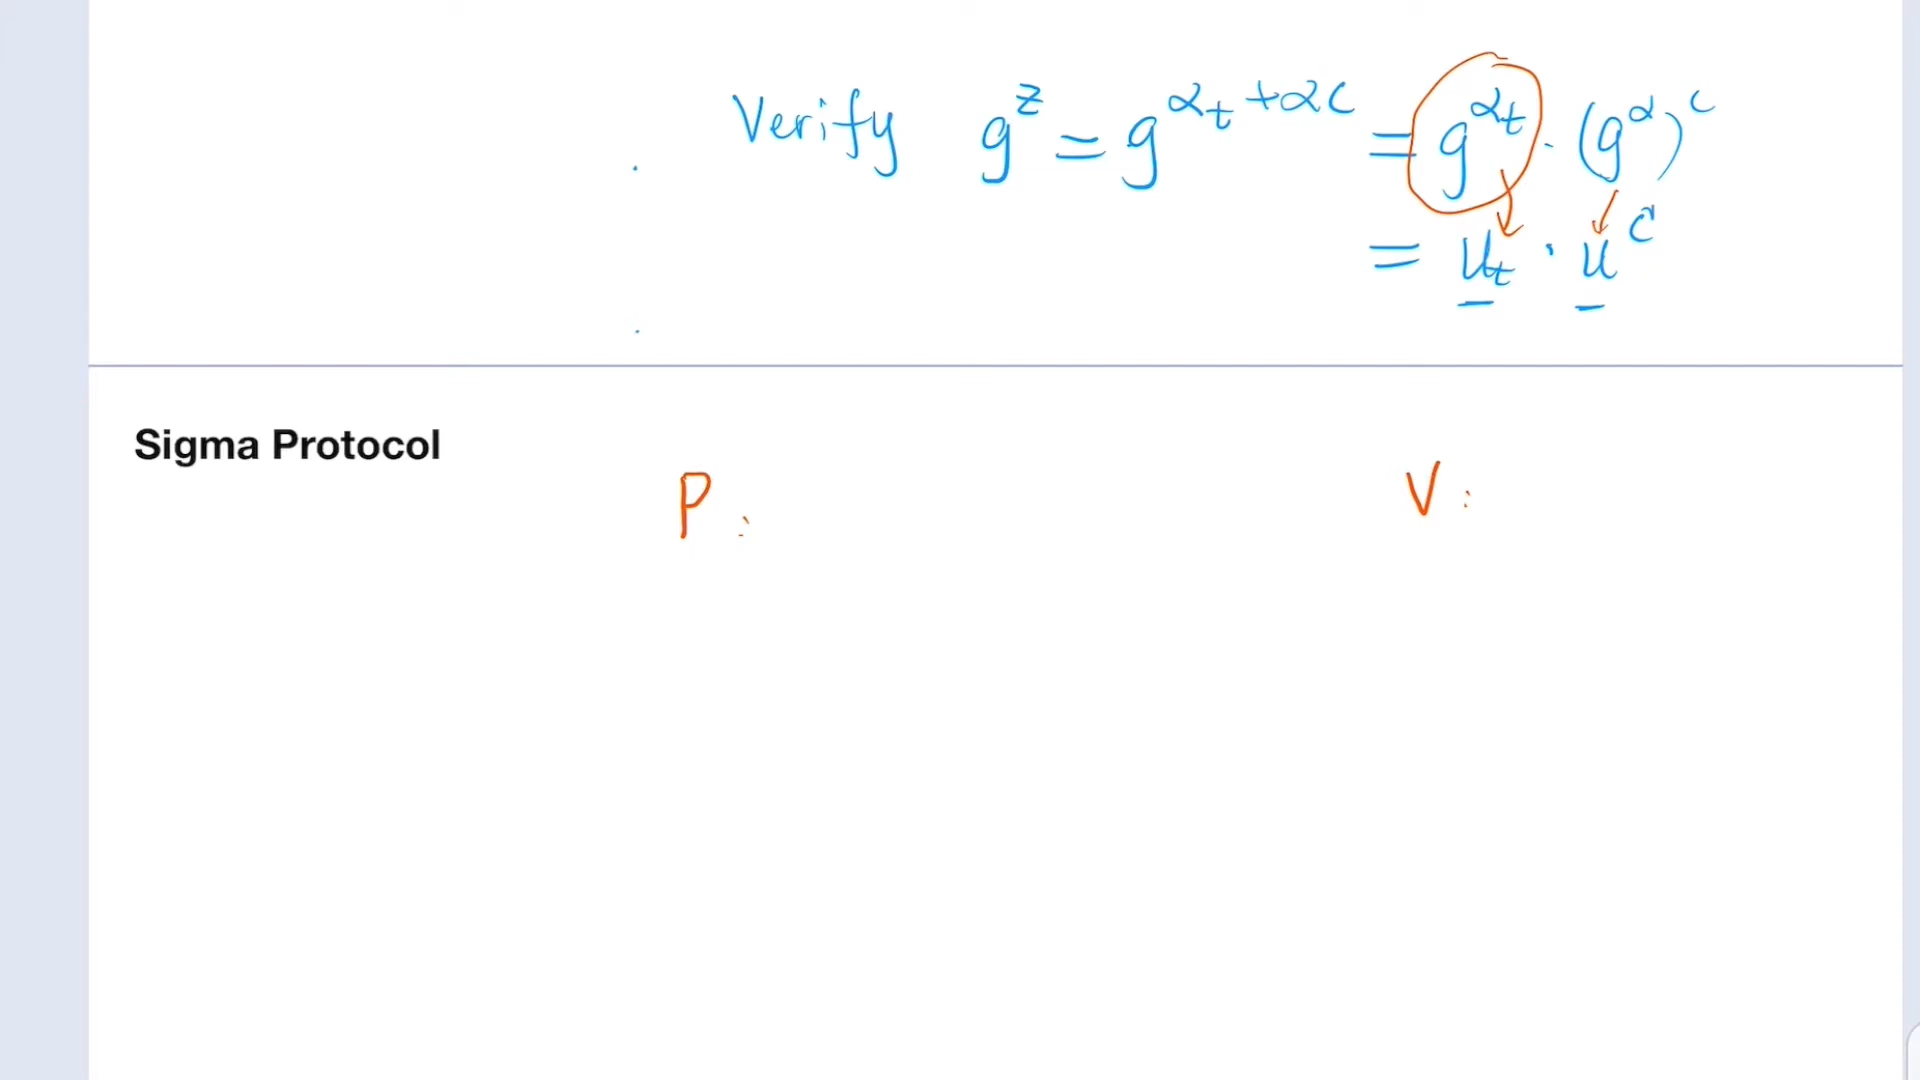 Verify g^z = g^{α_t + αc} = g^{α_t} · (g^α)^c
= u_t · u^c
Sigma Protocol
P: V: